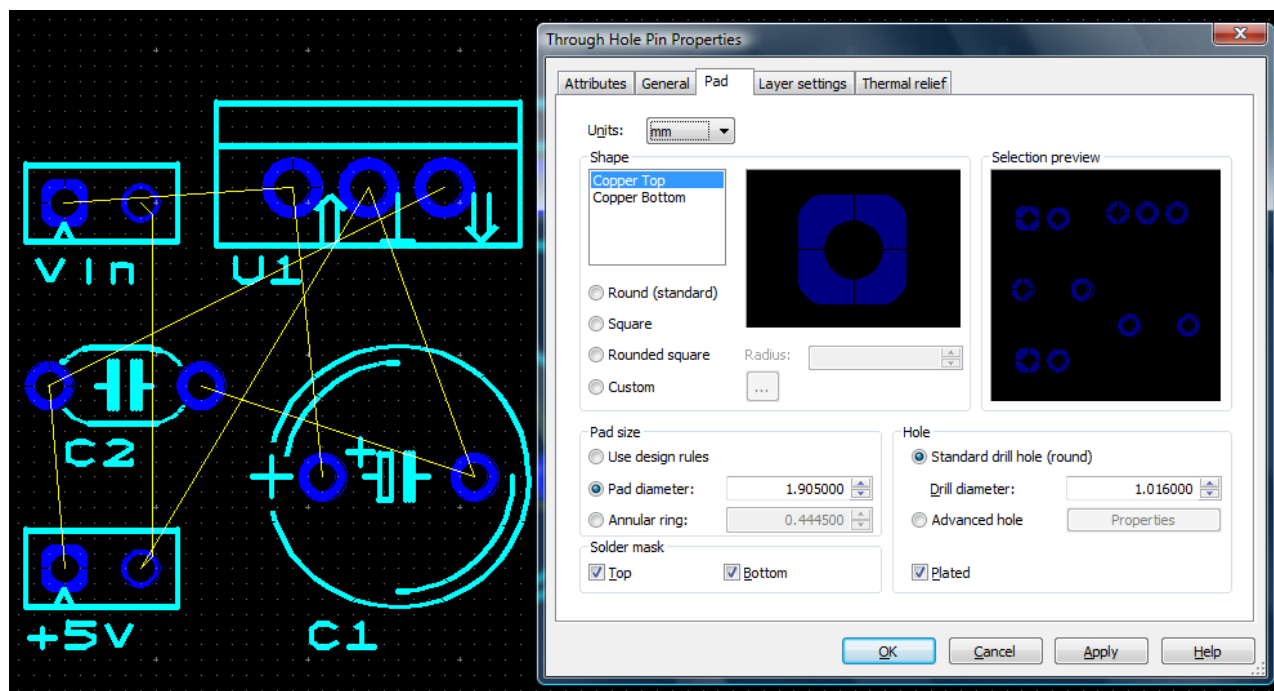 Vin
U1
C2
C1
+5V
Through Hole Pin Properties
Attributes General Pad Layer settings Thermal relief
Units: mm
Shape
Copper Top
Copper Bottom
Round (standard)
Square
Rounded square Radius:
Custom ...
Selection preview
Pad size
Use design rules
Pad diameter: 1.905000
Annular ring: 0.444500
Solder mask
Top Bottom
Hole
Standard drill hole (round)
Drill diameter: 1.016000
Advanced hole Properties
Plated
OK Cancel Apply Help